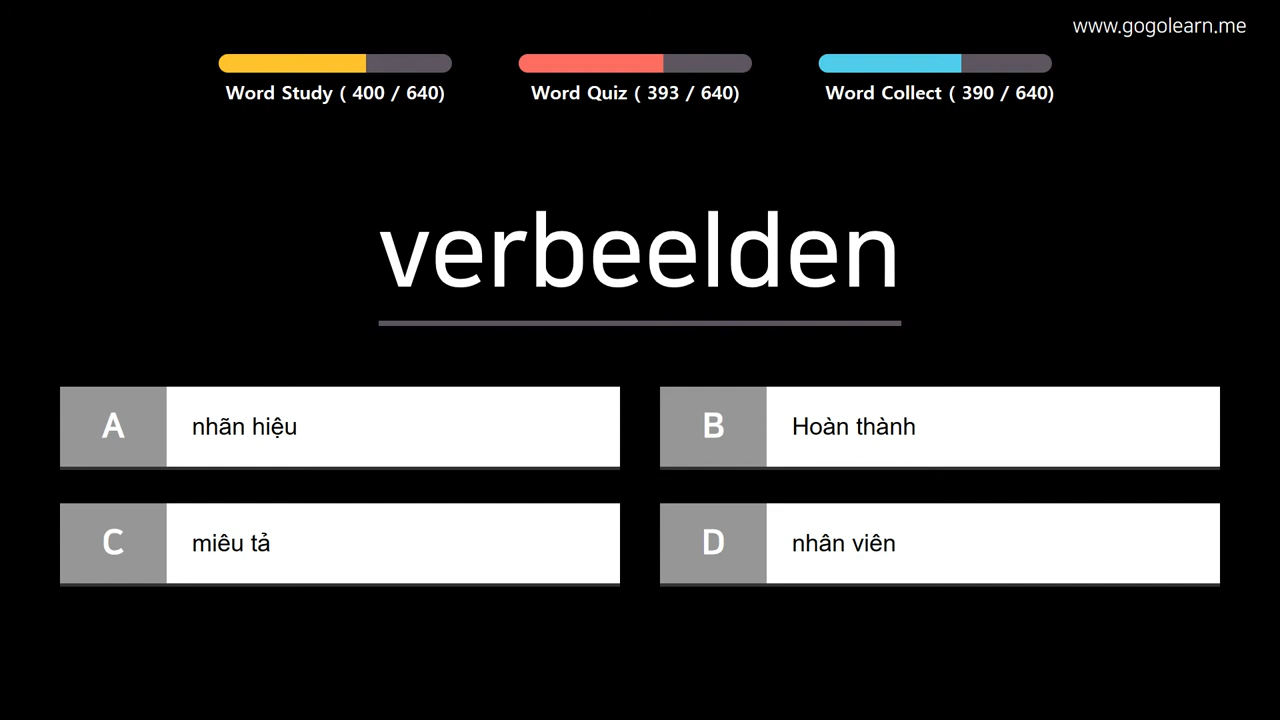 www.gogolearn.me
Word Study ( 400 / 640)
Word Quiz ( 393 / 640)
Word Collect ( 390 / 640)
verbeelden
A nhãn hiệu
B Hoàn thành
C miêu tả
D nhân viên